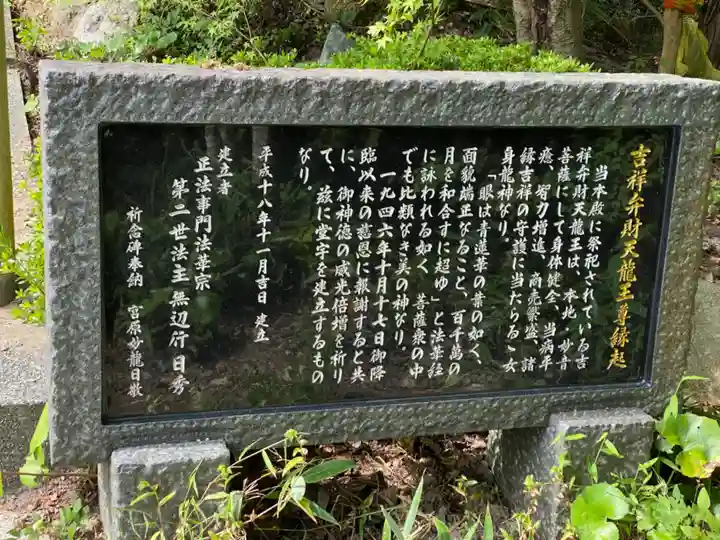 吉祥弁財天龍王尊縁起
当本殿に祭祀されている吉
祥弁財天龍王は、本地 妙音
菩薩にして身体健全、当病平
癒、智力増進、商売繁盛、諸
縁吉祥の守護に当たらる 女
身龍神なり。
「眼は青蓮華の葉の如く、
面貌端正なること、百千萬の
月を和合すに超ゆ」と法華経
に詠われる如く 菩薩衆の中
でも比類なき美の神なり。
一九四六年十月十七日御降
臨以来の慈恩に報謝すると共
に、御神徳の威光倍増を祈り
て、茲に堂宇を建立するもの
なり。
平成十八年十一月吉日 建立
建立者
正法事門法華宗
第二世法主 無辺行 日秀
祈念碑奉納 宮原妙龍日敬